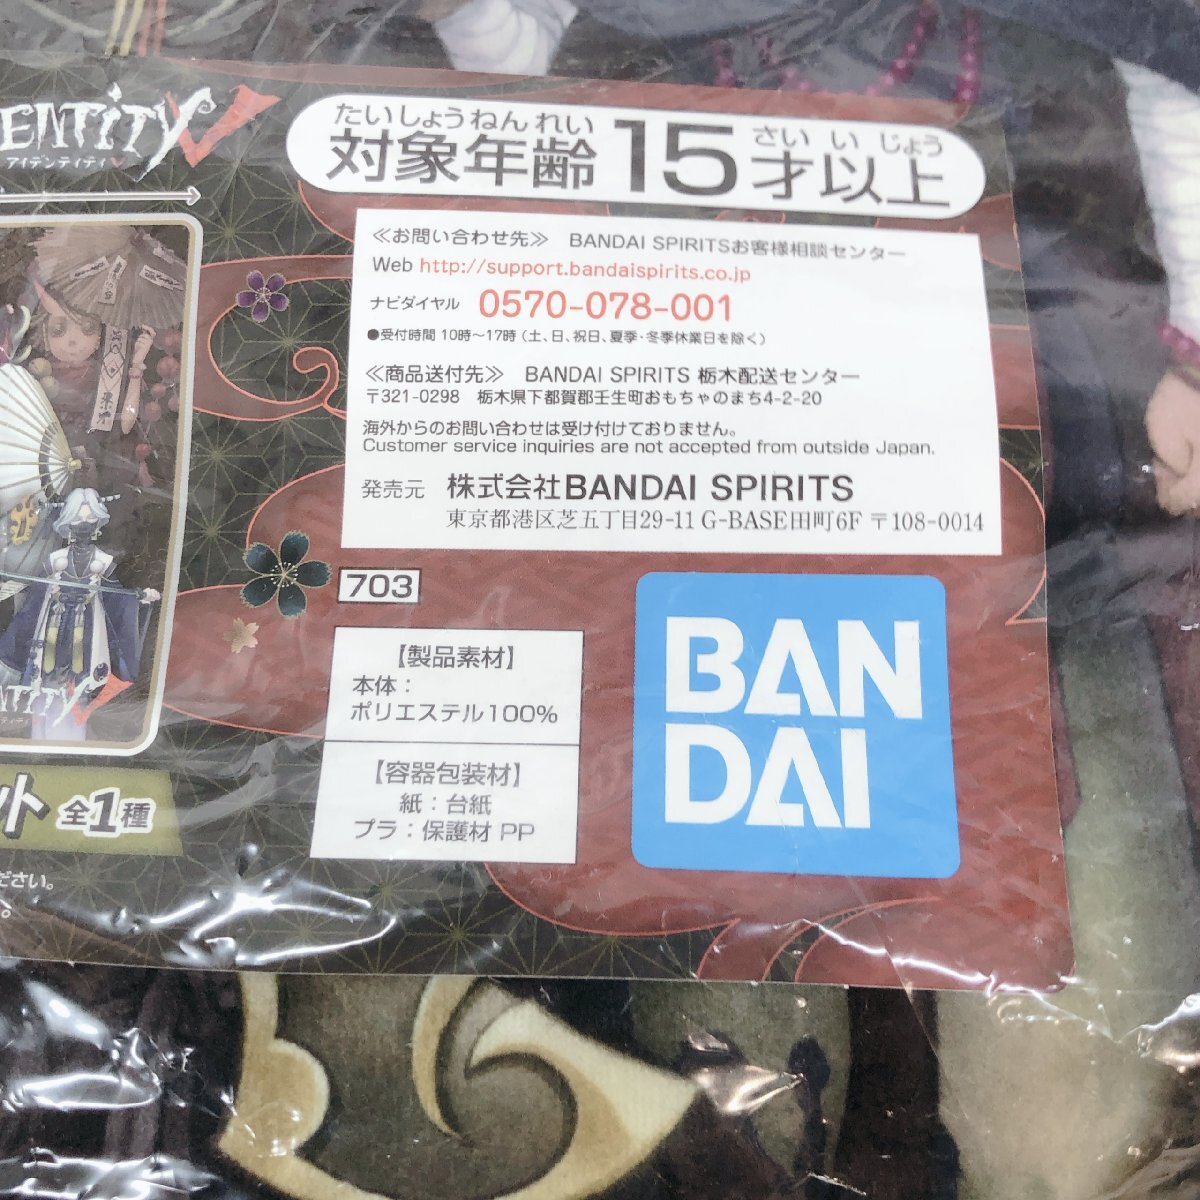 ENTITY V
アイデンティティV
たいしょうねんれい さい いじょう
対象年齢15才以上
≪お問い合わせ先≫ BANDAI SPIRITSお客様相談センター
Web http://support.bandaispirits.co.jp
ナビダイヤル 0570-078-001
●受付時間 10時～17時（土、日、祝日、夏季・冬季休業日を除く）
≪商品送付先≫ BANDAI SPIRITS 栃木配送センター
〒321-0298 栃木県下都賀郡壬生町おもちゃのまち4-2-20
海外からのお問い合わせは受け付けておりません。
Customer service inquiries are not accepted from outside Japan.
発売元 株式会社BANDAI SPIRITS
東京都港区芝五丁目29-11 G-BASE田町6F 〒108-0014
703
【製品素材】
本体：
ポリエステル100%
【容器包装材】
紙：台紙
プラ：保護材 PP
BAN
DAI
ENTITY V
ット 全1種
ださい。
。